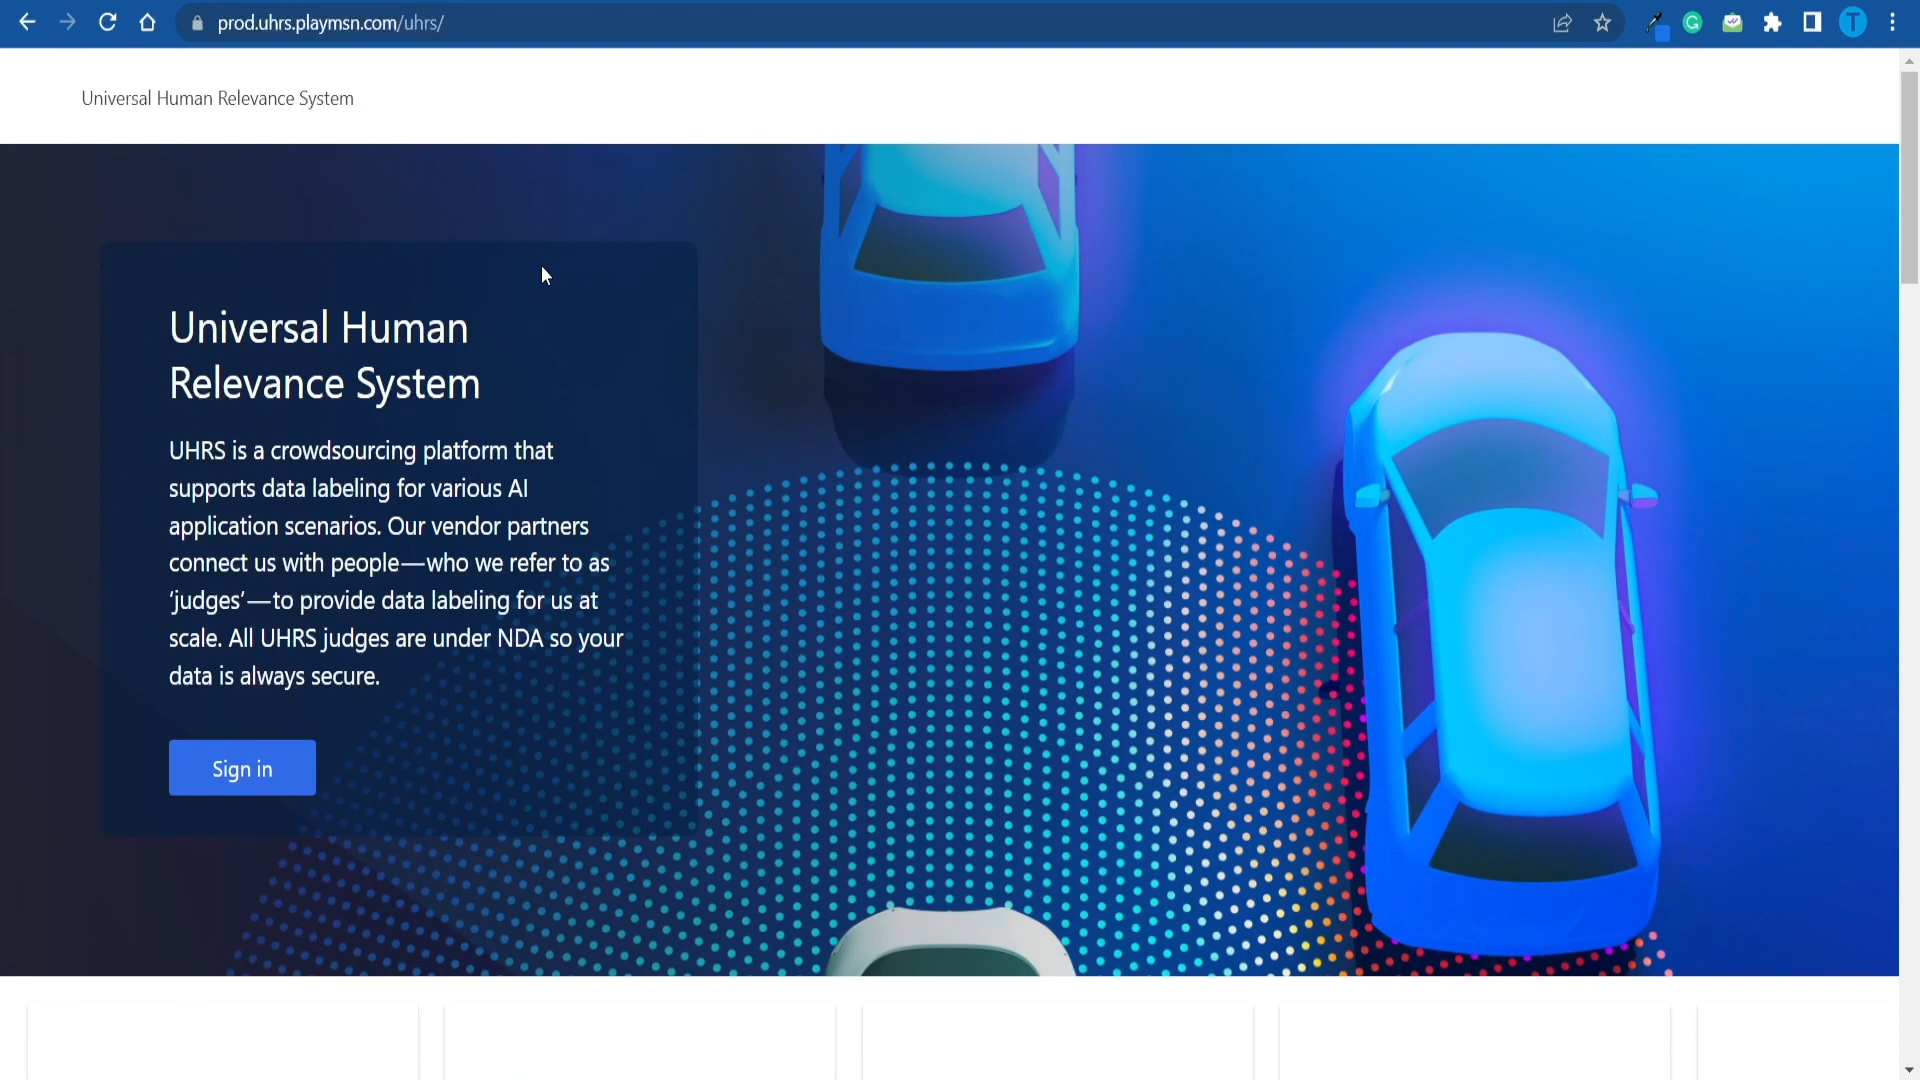 prod.uhrs.playmsn.com/uhrs/
T
Universal Human Relevance System
Universal Human
Relevance System
UHRS is a crowdsourcing platform that
supports data labeling for various AI
application scenarios. Our vendor partners
connect us with people—who we refer to as
‘judges’—to provide data labeling for us at
scale. All UHRS judges are under NDA so your
data is always secure.
Sign in